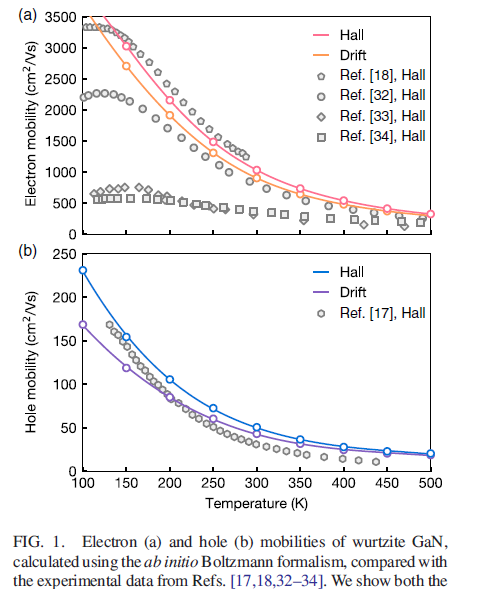 (a)
3500
3000
2500
2000
1500
1000
500
0
Electron mobility (cm²/Vs)
Hall
Drift
Ref. [18], Hall
Ref. [32], Hall
Ref. [33], Hall
Ref. [34], Hall
(b)
250
200
150
100
50
0
Hole mobility (cm²/Vs)
Hall
Drift
Ref. [17], Hall
100 150 200 250 300 350 400 450 500
Temperature (K)
FIG. 1. Electron (a) and hole (b) mobilities of wurtzite GaN,
calculated using the ab initio Boltzmann formalism, compared with
the experimental data from Refs. [17,18,32–34]. We show both the